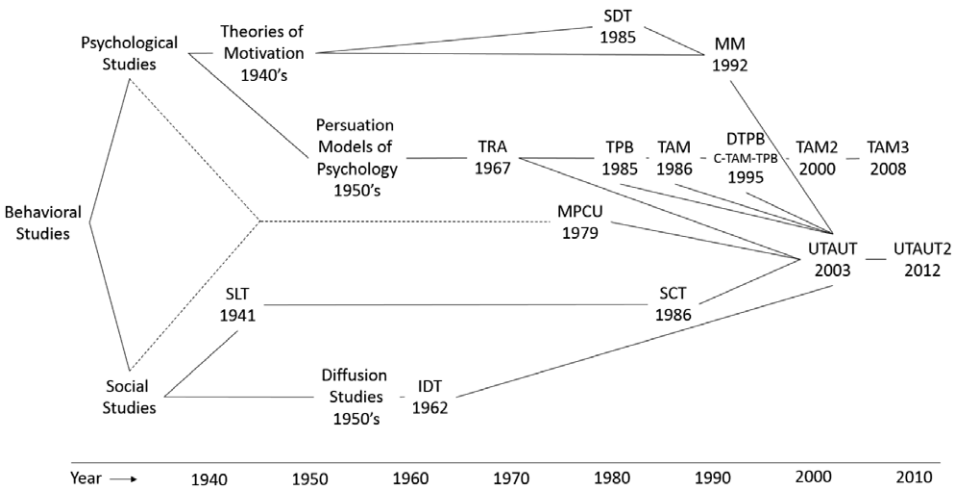 Psychological
Studies
Theories of
Motivation
1940's
SDT
1985
MM
1992
Persuation
Models of
Psychology
1950's
TRA
1967
TPB
1985
TAM
1986
DTPB
C-TAM-TPB
1995
TAM2
2000
TAM3
2008
Behavioral
Studies
MPCU
1979
UTAUT
2003
UTAUT2
2012
SLT
1941
SCT
1986
Social
Studies
Diffusion
Studies
1950's
IDT
1962
Year 1940 1950 1960 1970 1980 1990 2000 2010